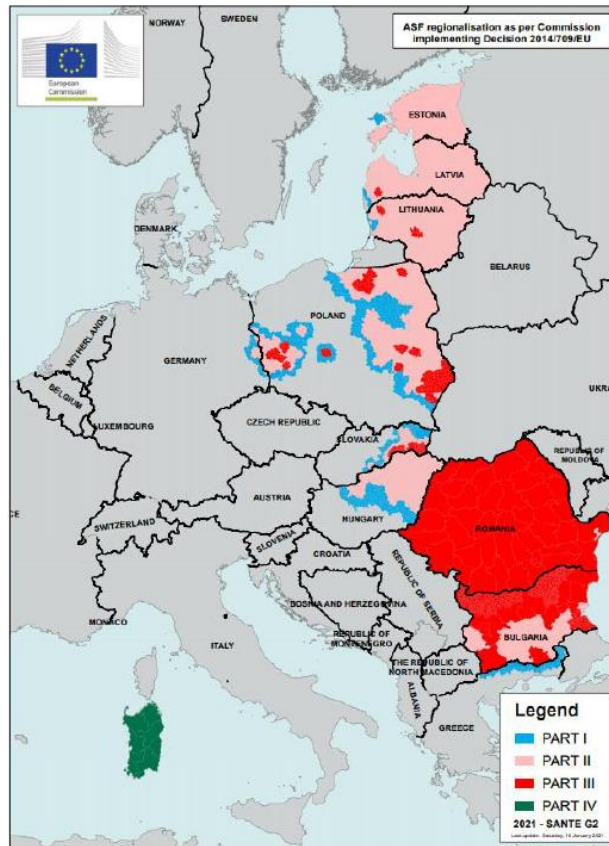 NORWAY
SWEDEN
ASF regionalisation as per Commission
implementing Decision 2014/709/EU
European
Commission
ESTONIA
LATVIA
LITHUANIA
DENMARK
BELARUS
POLAND
NETHERLANDS
GERMANY
BELGIUM
LUXEMBOURG
CZECH REPUBLIC
UKRA
SLOVAKIA
REPUBLIC OF
MOLDOVA
AUSTRIA
HUNGARY
SWITZERLAND
ROMANIA
SLOVENIA
CROATIA
REPUBLIC OF SERBIA
BOSNIA AND HERZEGOVINA
MONACO
ITALY
REPUBLIC OF
MONTENEGRO
BULGARIA
THE REPUBLIC OF
NORTH MACEDONIA
ALBANIA
GREECE
Legend
PART I
PART II
PART III
PART IV
2021 - SANTE G2